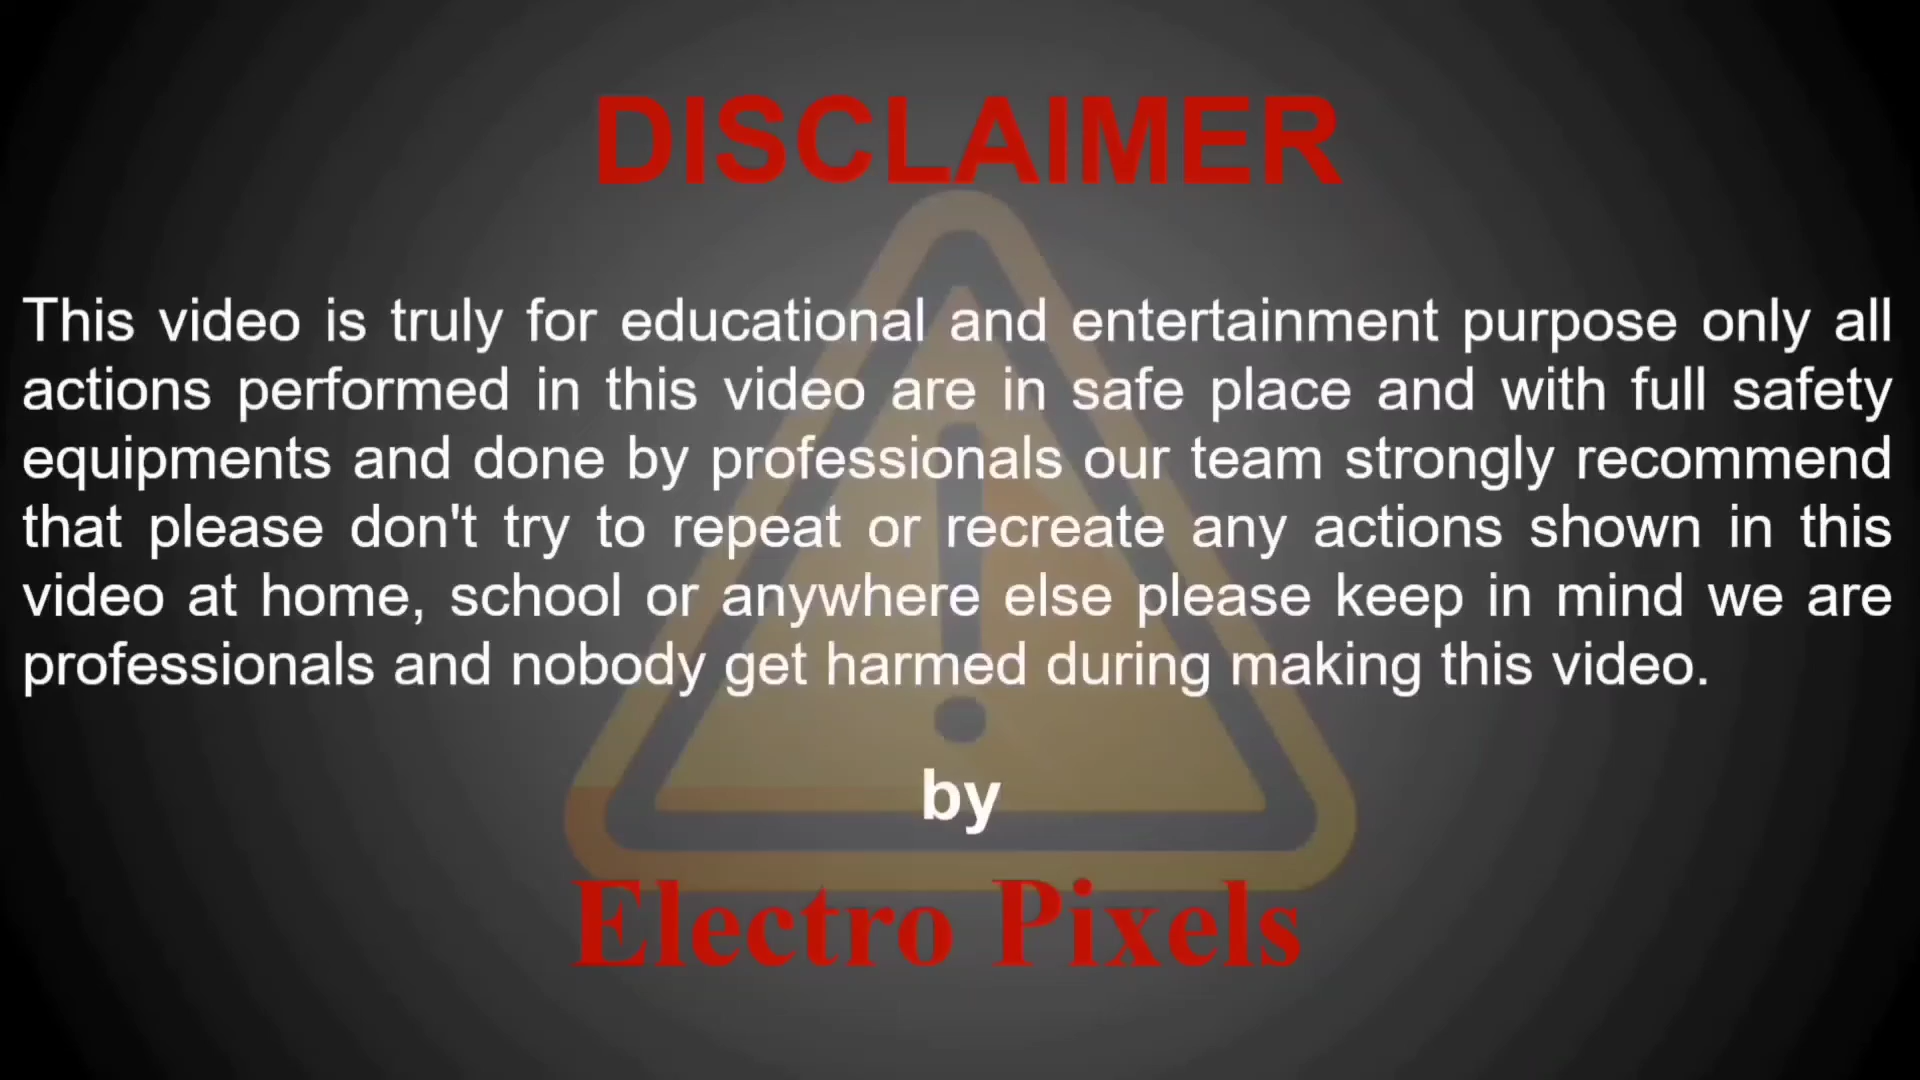 DISCLAIMER
This video is truly for educational and entertainment purpose only all
actions performed in this video are in safe place and with full safety
equipments and done by professionals our team strongly recommend
that please don't try to repeat or recreate any actions shown in this
video at home, school or anywhere else please keep in mind we are
professionals and nobody get harmed during making this video.
by
Electro Pixels